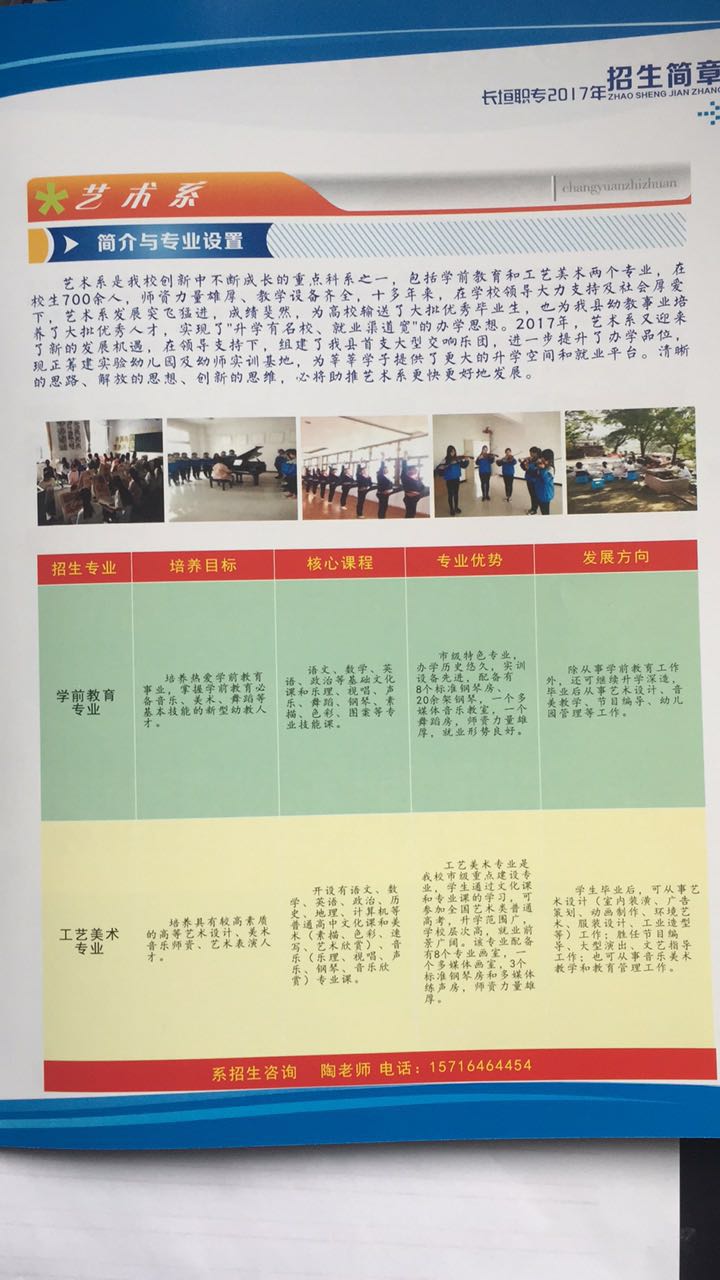 长垣职专2017年招生简章
ZHAO SHENG JIAN ZHANG
艺术系
changyuanzhizhuan
简介与专业设置
艺术系是我校创新中不断成长的重点科系之一，包括学前教育和工艺美术两个专业，在
校生700余人，师资力量雄厚、教学设备齐全，十多年来，在学校领导大力支持及社会厚爱
下，艺术系发展突飞猛进，成绩斐然，为高校输送了大批优秀毕业生，也为我县幼教事业培
养了大批优秀人才，实现了"升学有名校、就业渠道宽"的办学思想。2017年，艺术系又迎来
了新的发展机遇，在领导支持下，组建了我县首支大型交响乐团，进一步提升了办学品位，
现正筹建实验幼儿园及幼师实训基地，为莘莘学子提供了更大的升学空间和就业平台。清晰
的思路、解放的思想、创新的思维，必将助推艺术系更快更好地发展。
招生专业
培养目标
核心课程
专业优势
发展方向
学前教育
专业
培养热爱学前教育
事业，掌握学前教育必
备音乐、美术、舞蹈等
基本技能的新型幼教人
才。
语文、数学、英
语、政治等基础文化
课和乐理、视唱、声
乐、舞蹈、钢琴、素
描、色彩、图案等专
业技能课。
市级特色专业，
办学历史悠久，实训
设备先进，配备有
8个标准钢琴房、
20余架钢琴，一个多
媒体音乐教室，一个
舞蹈房，师资力量雄
厚，就业形势良好。
除从事学前教育工作
外，还可继续升学深造，
毕业后从事艺术设计、音
美教学、节目编导、幼儿
园管理等工作。
工艺美术
专业
培养具有较高素质
的高等艺术设计、美术
音乐师资、艺术表演人
才。
开设有语文、数
学、英语、政治、历
史、地理、计算机等
普通高中文化课和美
术（素描、色彩、速
写、艺术欣赏）、音
乐（乐理、视唱、声
乐、钢琴、音乐欣
赏）专业课。
工艺美术专业是
我校市级重点建设专
业，学生通过文化课
和专业课的学习，可
参加全国艺术类普通
高考，升学范围广，
学校层次高，就业前
景广阔。该专业配备
有8个专业画室，一
个多媒体画室，3个
标准钢琴房和多媒体
练声房，师资力量雄
厚。
学生毕业后，可从事艺
术设计（室内装潢、广告
策划、动画制作、环境艺
术、服装设计、工业造型
等）工作；胜任节目编
导、大型演出、文艺指导
工作；也可从事音乐美术
教学和教育管理工作。
系招生咨询 陶老师 电话：15716464454